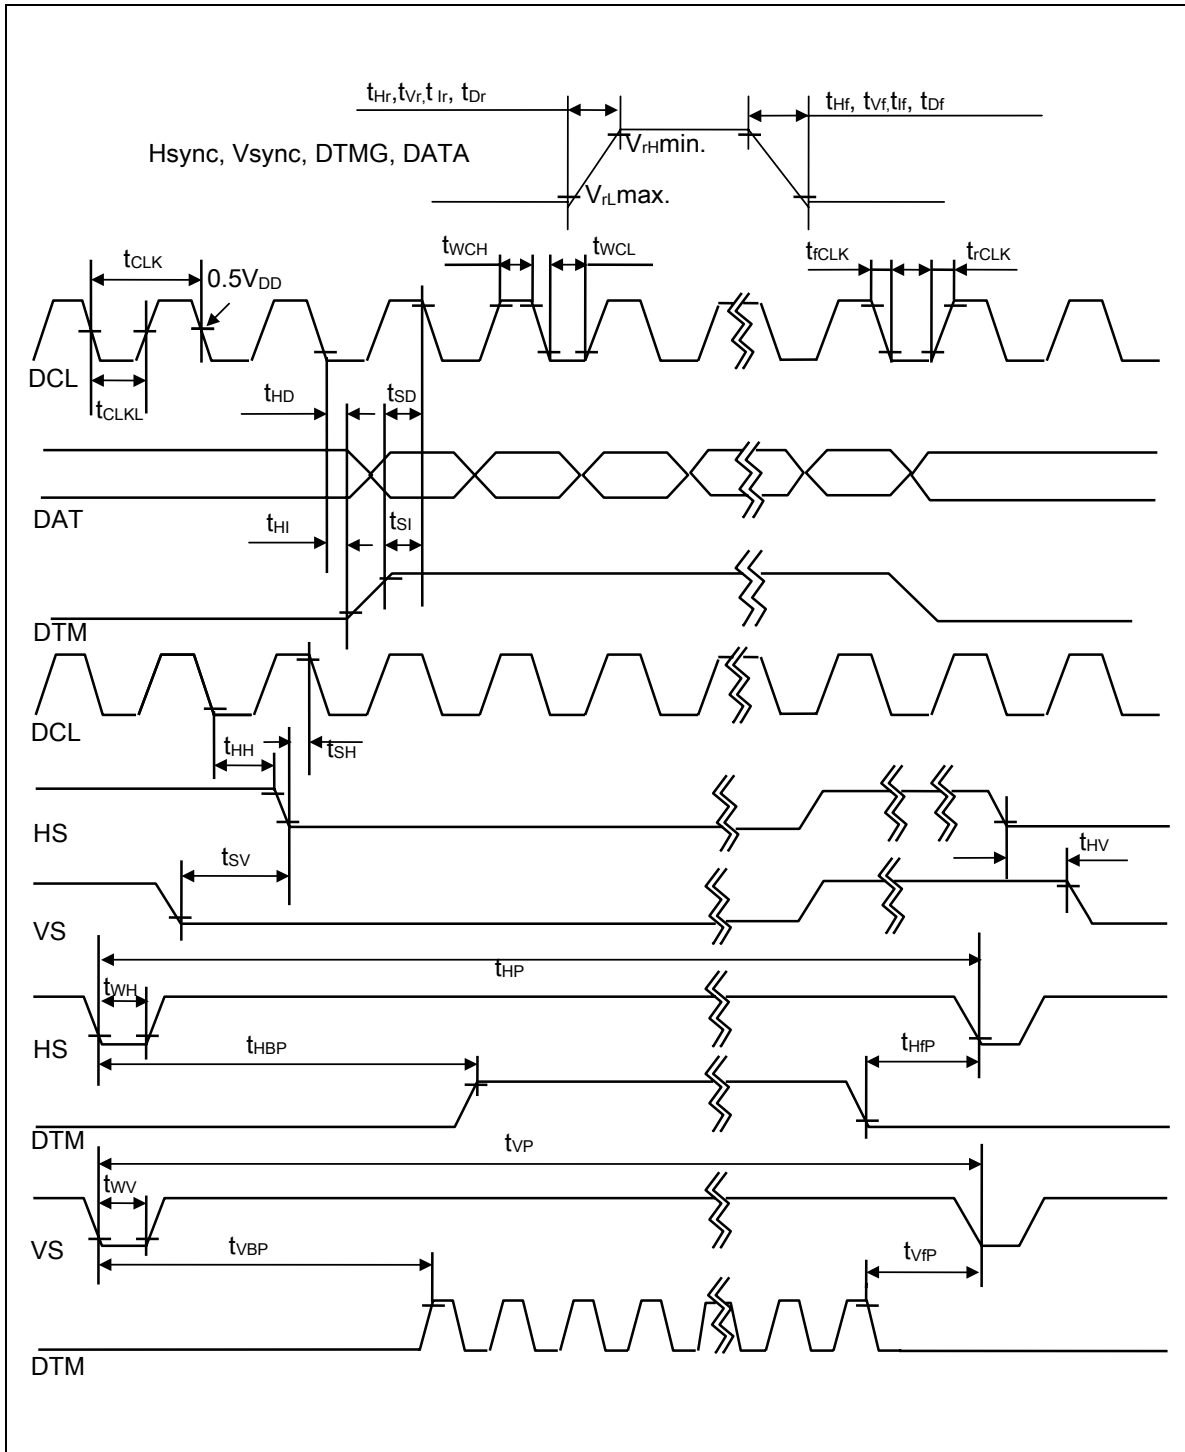 tHr,tVr,t Ir, tDr
tHf, tVf,tIf, tDf
Hsync, Vsync, DTMG, DATA
VrHmin.
VrLmax.
tCLK
0.5VDD
tWCH
tWCL
tfCLK
trCLK
DCL
tCLKL
tHD
tSD
DAT
tHI
tSI
DTM
DCL
tHH
tSH
HS
tSV
tHV
VS
tHP
tWH
HS
tHBP
tHfP
DTM
tVP
tWV
VS
tVBP
tVfP
DTM